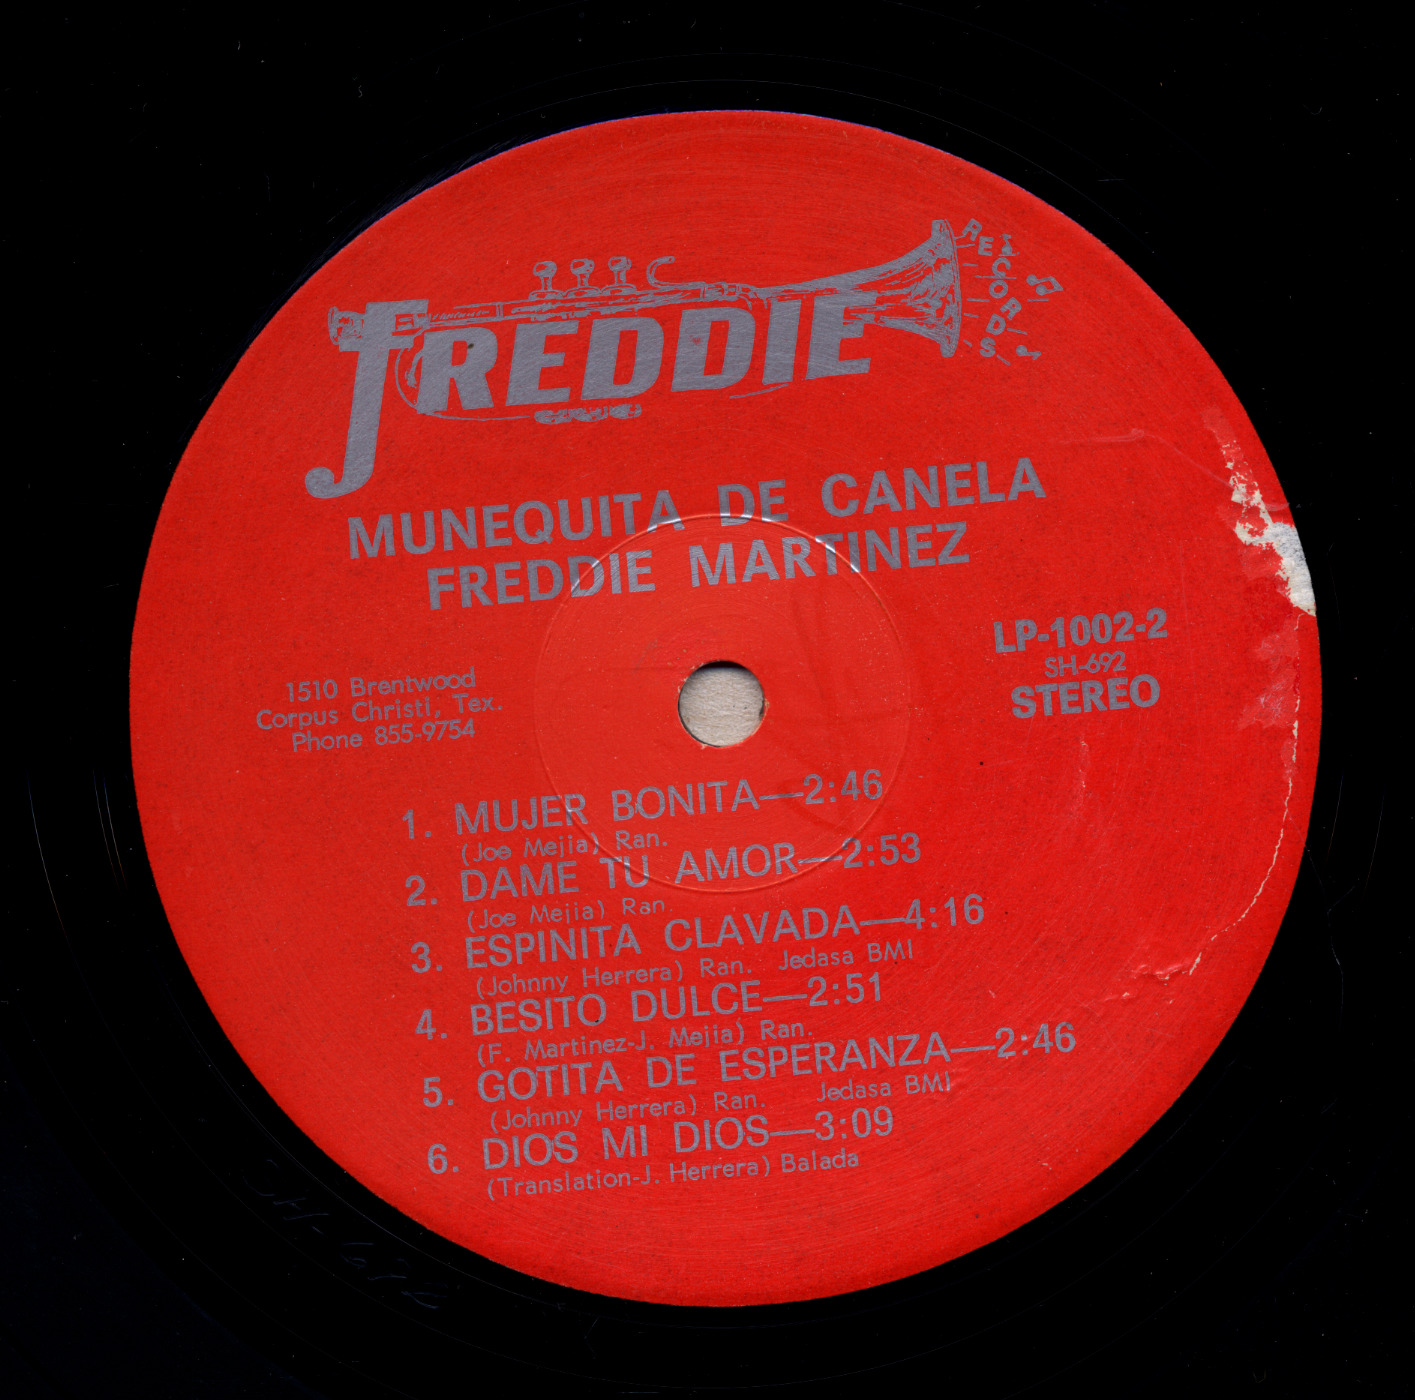 FREDDIE
RECORDS
MUNEQUITA DE CANELA
FREDDIE MARTINEZ
LP-1002-2
SH-692
STEREO
1510 Brentwood
Corpus Christi, Tex.
Phone 855-9754
1. MUJER BONITA—2:46
(Joe Mejia) Ran.
2. DAME TU AMOR—2:53
(Joe Mejia) Ran.
3. ESPINITA CLAVADA—4:16
(Johnny Herrera) Ran. Jedasa BMI
4. BESITO DULCE—2:51
(F. Martinez-J. Mejia) Ran.
5. GOTITA DE ESPERANZA—2:46
(Johnny Herrera) Ran. Jedasa BMI
6. DIOS MI DIOS—3:09
(Translation-J. Herrera) Balada